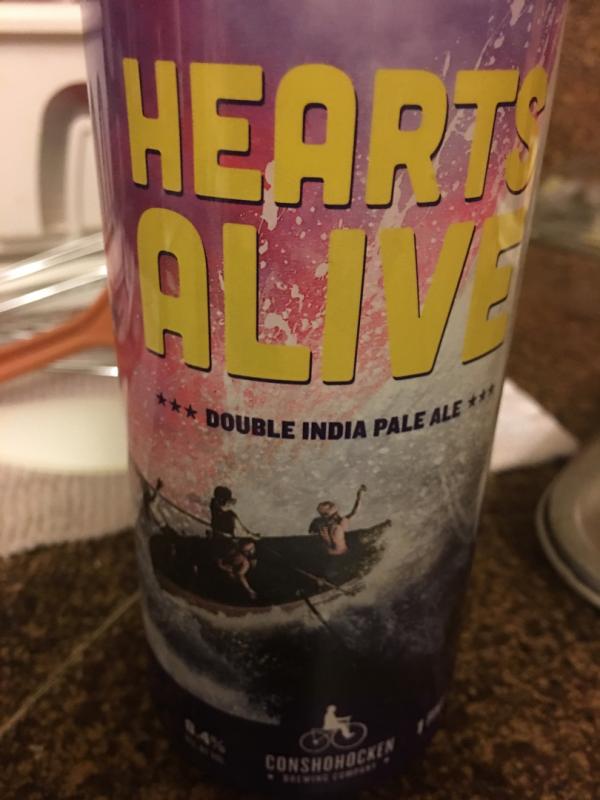 HEARTS
ALIVE
*** DOUBLE INDIA PALE ALE ***
CONSHOHOCKEN
BREWING COMPANY